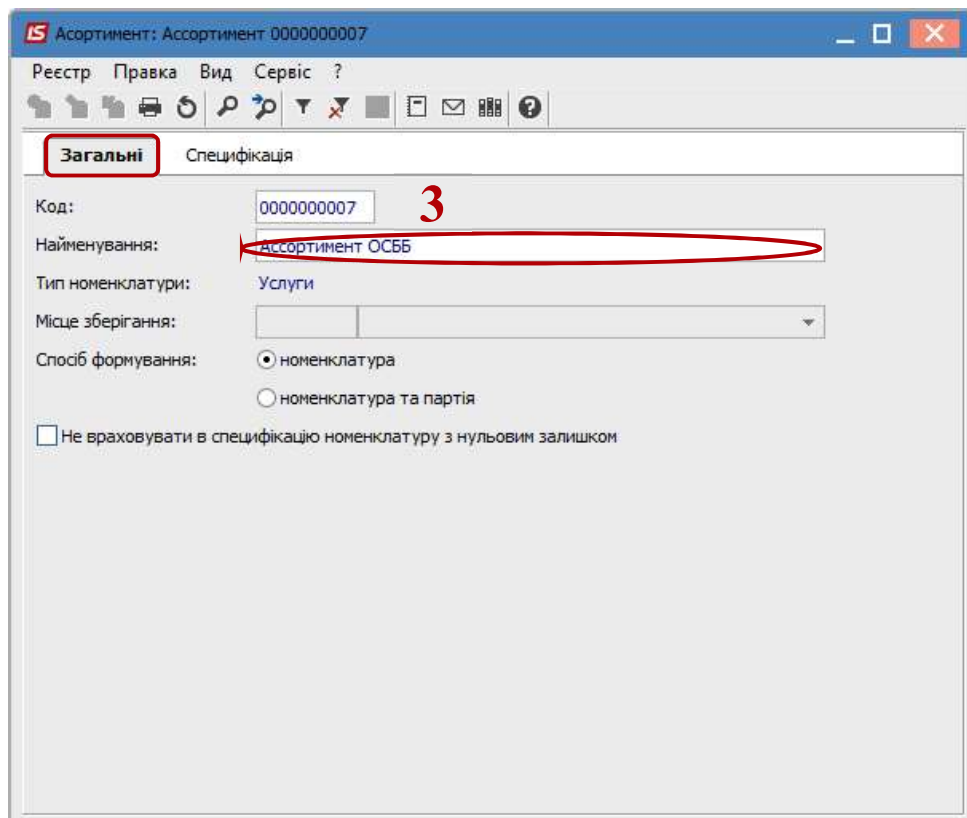 IS Асортимент: Ассортимент 0000000007
Реєстр Правка Вид Сервіс ?
Загальні Специфікація
Код: 0000000007 3
Найменування: Ассортимент ОСББ
Тип номенклатури: Услуги
Місце зберігання:
Спосіб формування: номенклатура
номенклатура та партія
Не враховувати в специфікацію номенклатуру з нульовим залишком